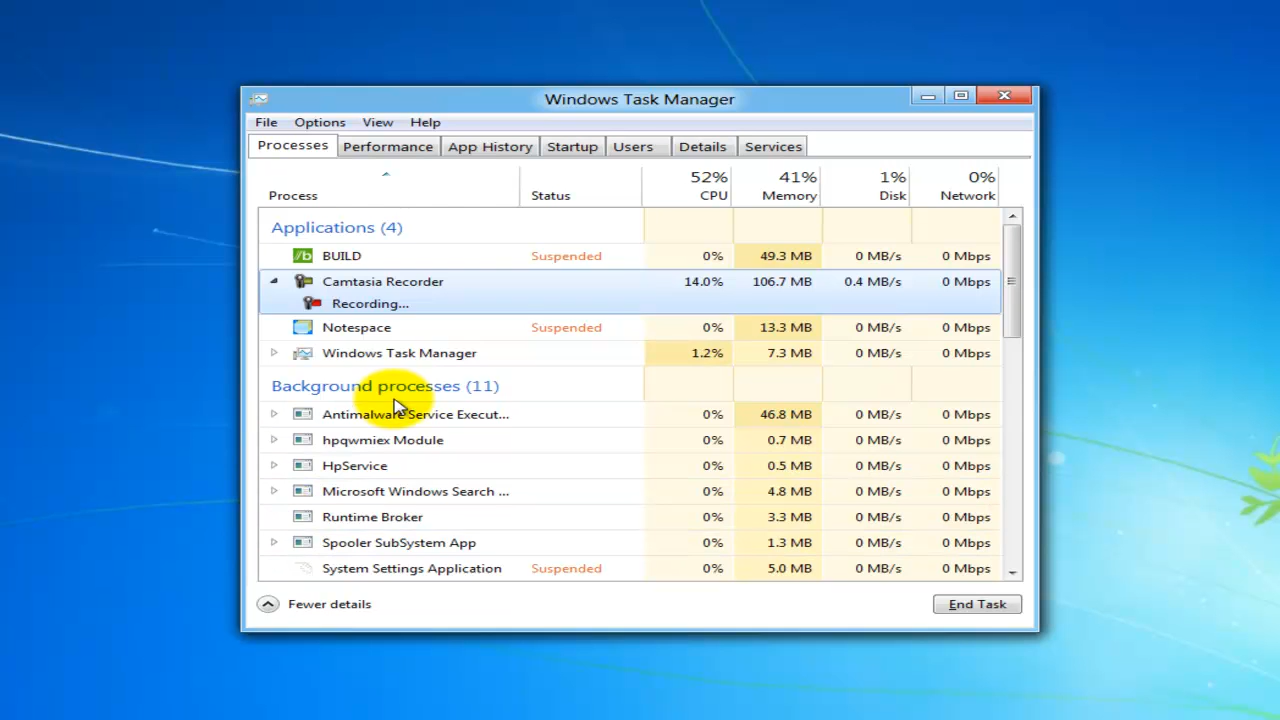 Windows Task Manager
File Options View Help
Processes Performance App History Startup Users Details Services
52% 41% 1% 0%
Process Status CPU Memory Disk Network
Applications (4)
BUILD Suspended 0% 49.3 MB 0 MB/s 0 Mbps
Camtasia Recorder 14.0% 106.7 MB 0.4 MB/s 0 Mbps
Recording...
Notespace Suspended 0% 13.3 MB 0 MB/s 0 Mbps
Windows Task Manager 1.2% 7.3 MB 0 MB/s 0 Mbps
Background processes (11)
Antimalware Service Execut... 0% 46.8 MB 0 MB/s 0 Mbps
hpqwmiex Module 0% 0.7 MB 0 MB/s 0 Mbps
HpService 0% 0.5 MB 0 MB/s 0 Mbps
Microsoft Windows Search ... 0% 4.8 MB 0 MB/s 0 Mbps
Runtime Broker 0% 3.3 MB 0 MB/s 0 Mbps
Spooler SubSystem App 0% 1.3 MB 0 MB/s 0 Mbps
System Settings Application Suspended 0% 5.0 MB 0 MB/s 0 Mbps
Fewer details End Task